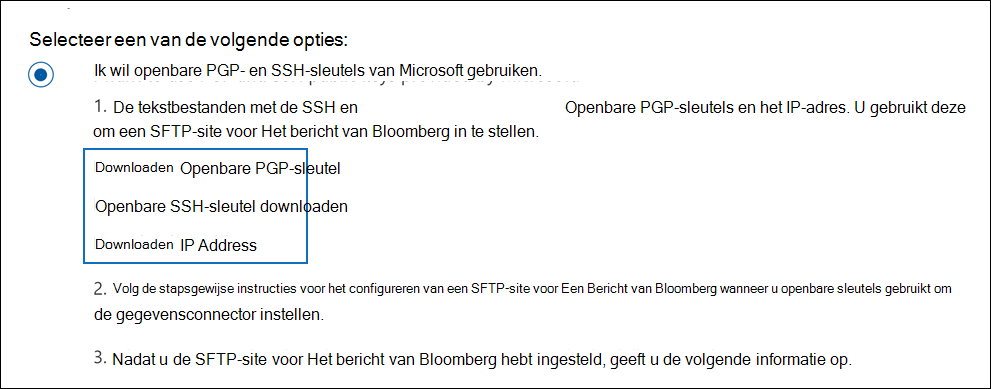 Selecteer een van de volgende opties:
Ik wil openbare PGP- en SSH-sleutels van Microsoft gebruiken.
1. De tekstbestanden met de SSH en Openbare PGP-sleutels en het IP-adres. U gebruikt deze
om een SFTP-site voor Het bericht van Bloomberg in te stellen.
Downloaden Openbare PGP-sleutel
Openbare SSH-sleutel downloaden
Downloaden IP Address
2. Volg de stapsgewijse instructies voor het configureren van een SFTP-site voor Een Bericht van Bloomberg wanneer u openbare sleutels gebruikt om
de gegevensconnector instellen.
3. Nadat u de SFTP-site voor Het bericht van Bloomberg hebt ingesteld, geeft u de volgende informatie op.